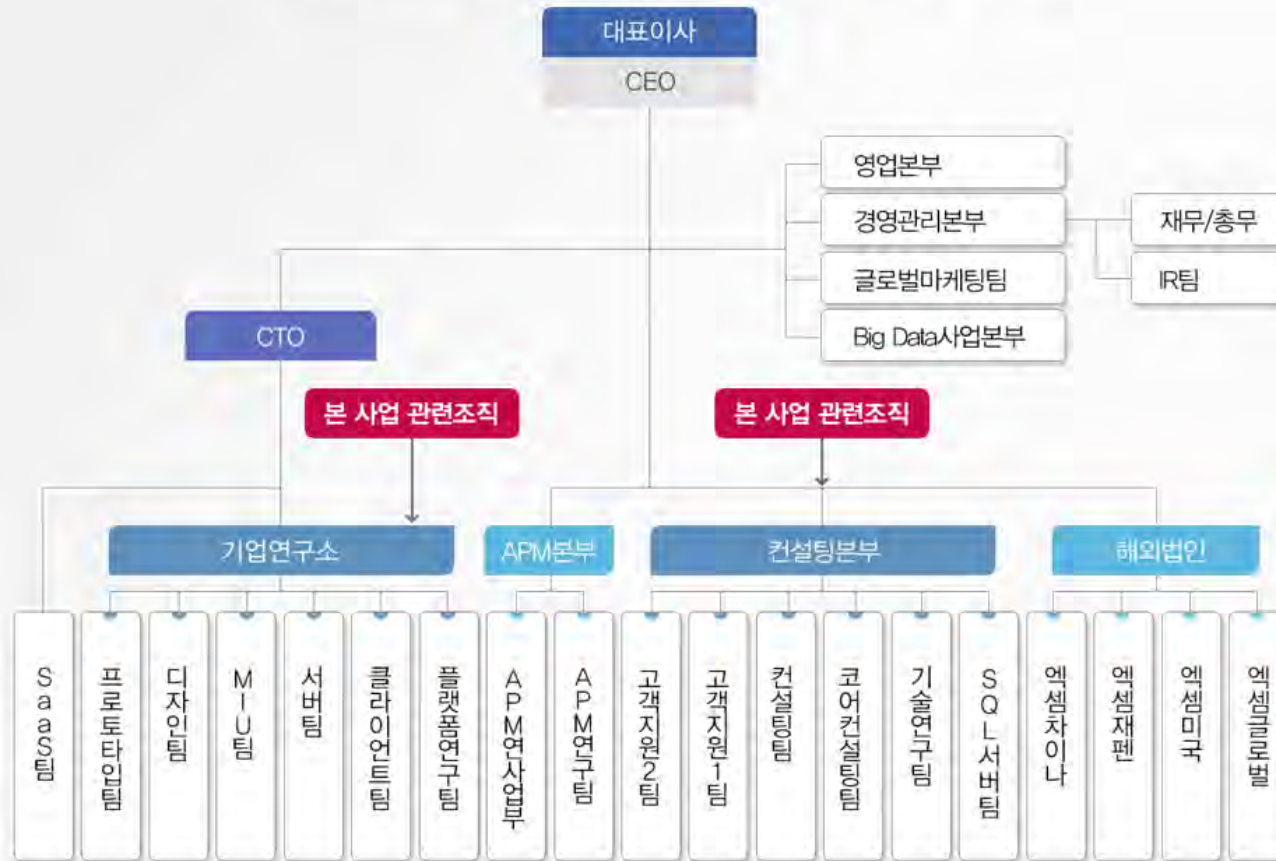 대표이사
CEO
영업본부
경영관리본부
재무/총무
글로벌마케팅팀
IR팀
Big Data사업본부
CTO
본 사업 관련조직
본 사업 관련조직
기업연구소
APM본부
컨설팅본부
해외법인
SaaS팀
프로토타입팀
디자인팀
MIU팀
서버팀
클라이언트팀
플랫폼연구팀
APM연사업부
APM연구팀
고객지원2팀
고객지원1팀
컨설팅팀
코어컨설팅팀
기술연구팀
SQL서버팀
엑셈차이나
엑셈재펜
엑셈미국
엑셈글로벌